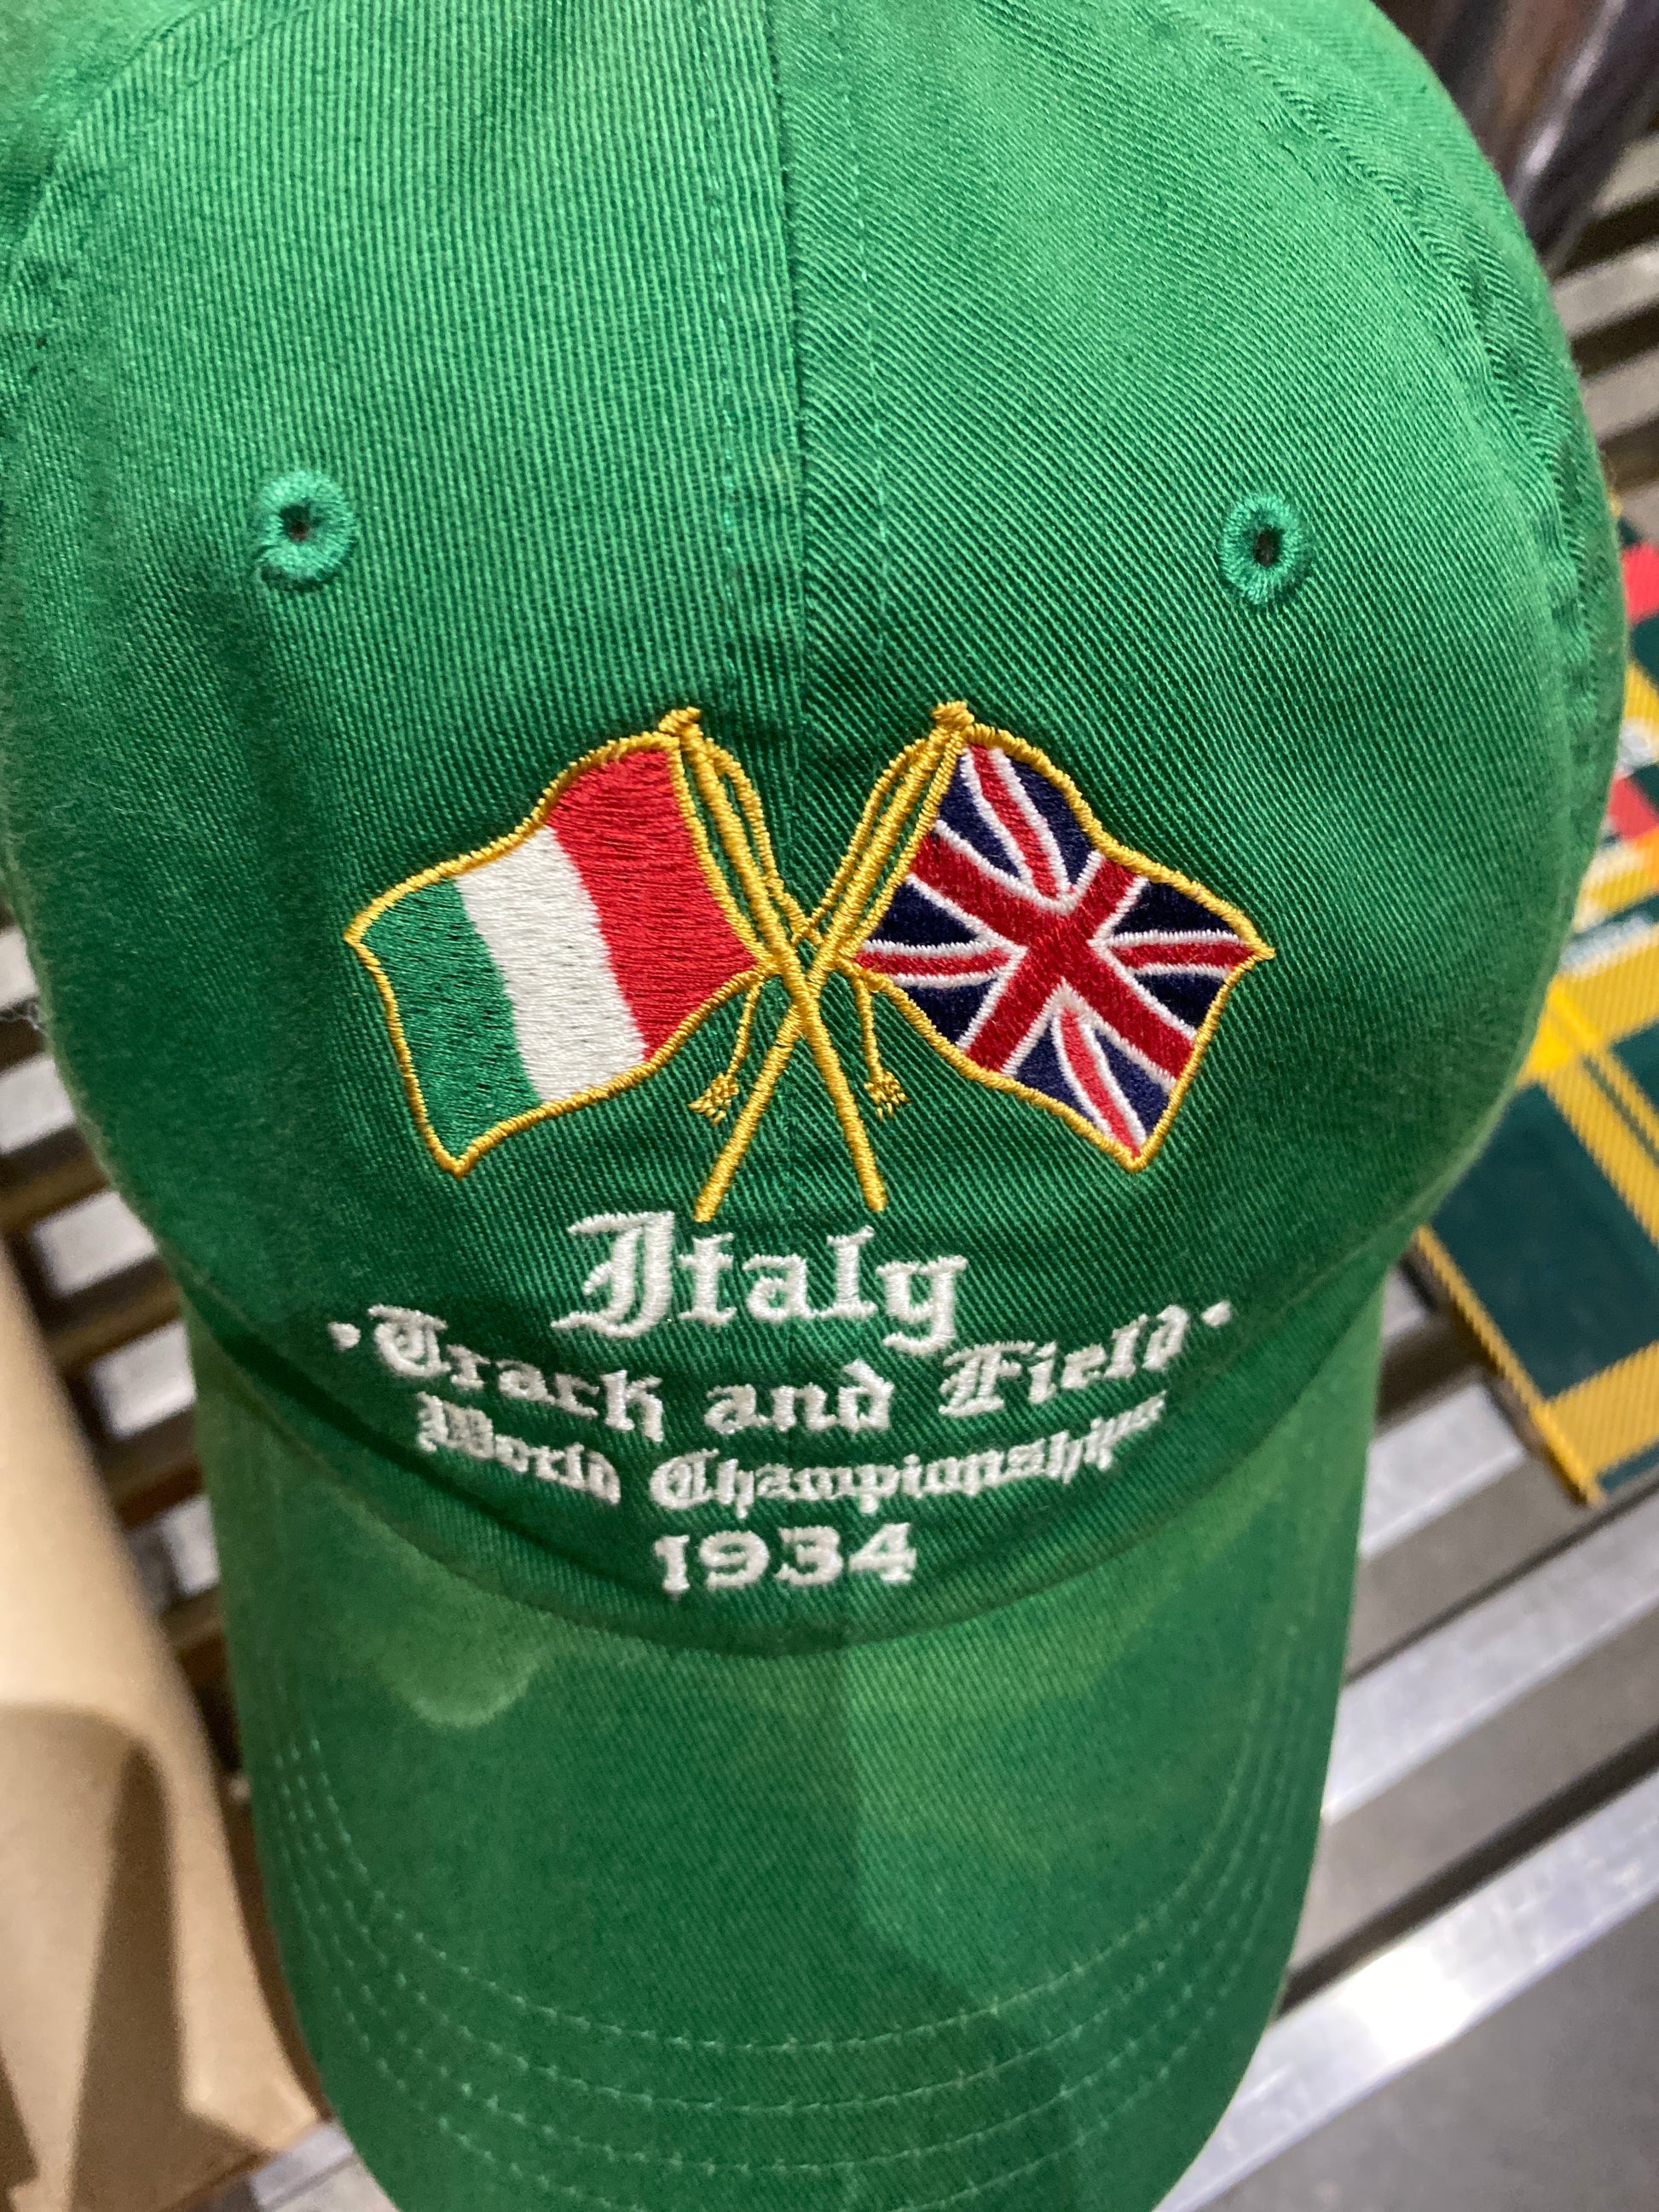 Italy
·Track and Field·
World Championships
1934